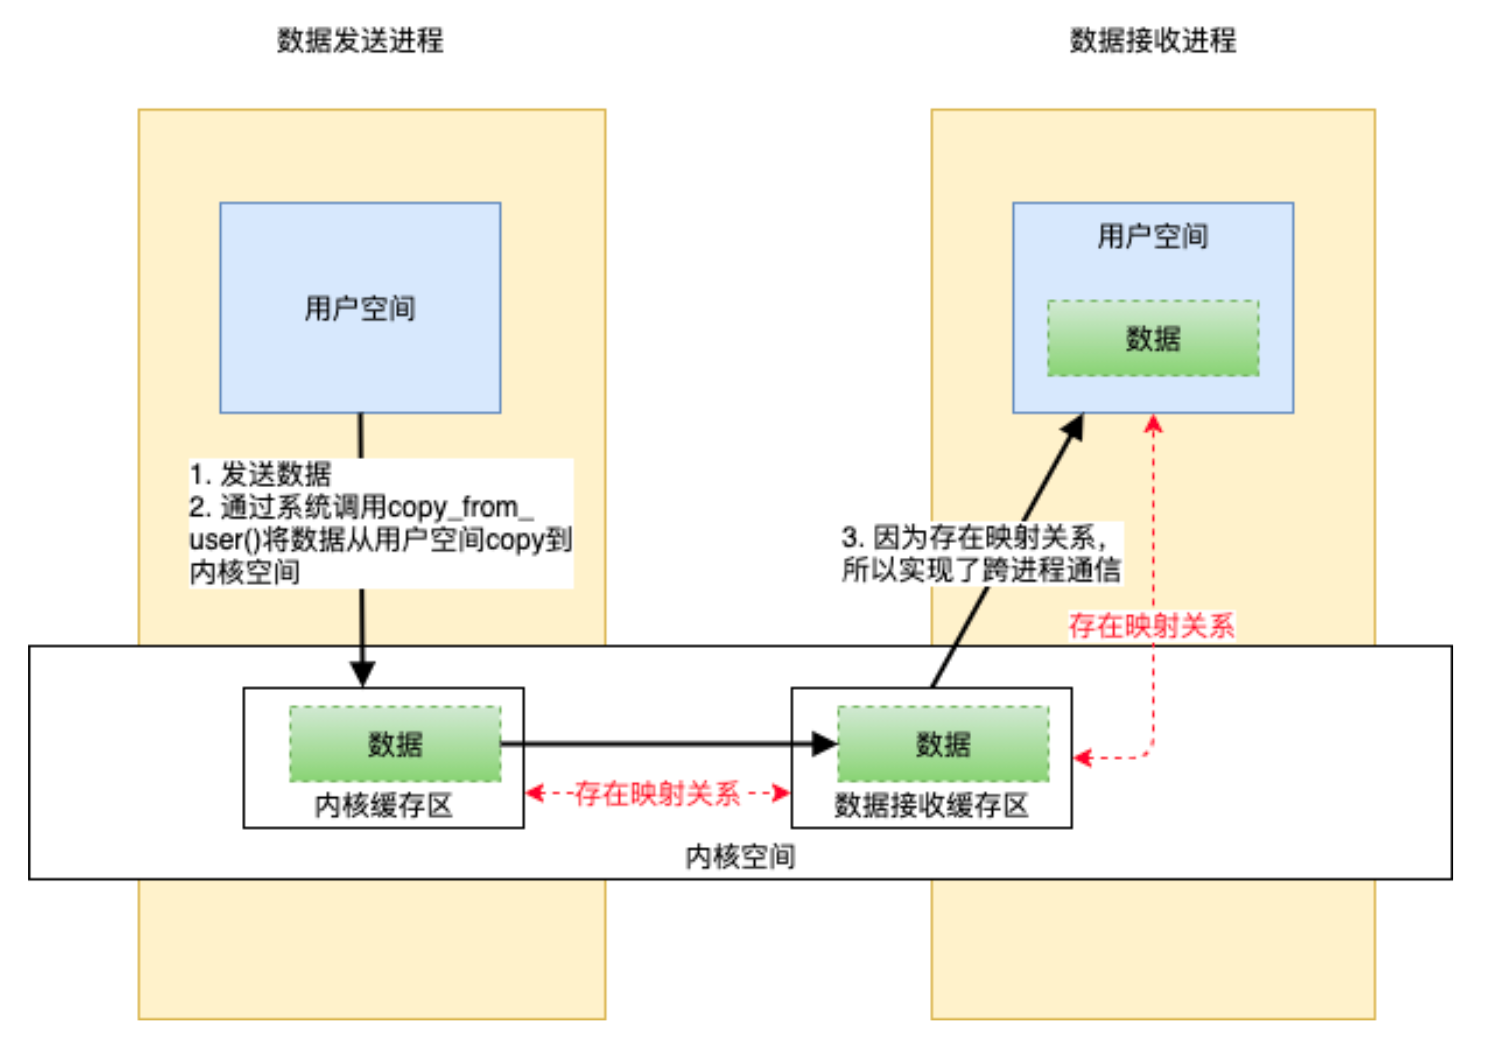 数据发送进程
数据接收进程
用户空间
用户空间
数据
1. 发送数据
2. 通过系统调用copy_from_
user()将数据从用户空间copy到
内核空间
3. 因为存在映射关系,
所以实现了跨进程通信
存在映射关系
数据
数据
存在映射关系
内核缓存区
数据接收缓存区
内核空间